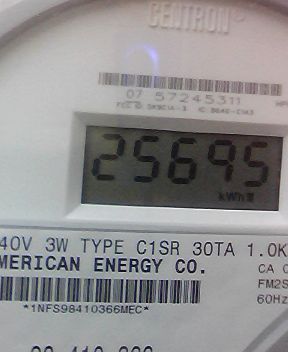 CENTRON
07 57245311
25695
kWh
40V 3W TYPE C1SR 30TA 1.0K
MERICAN ENERGY CO.
CA
FM2S
60Hz
*1NFS98410366MEC*